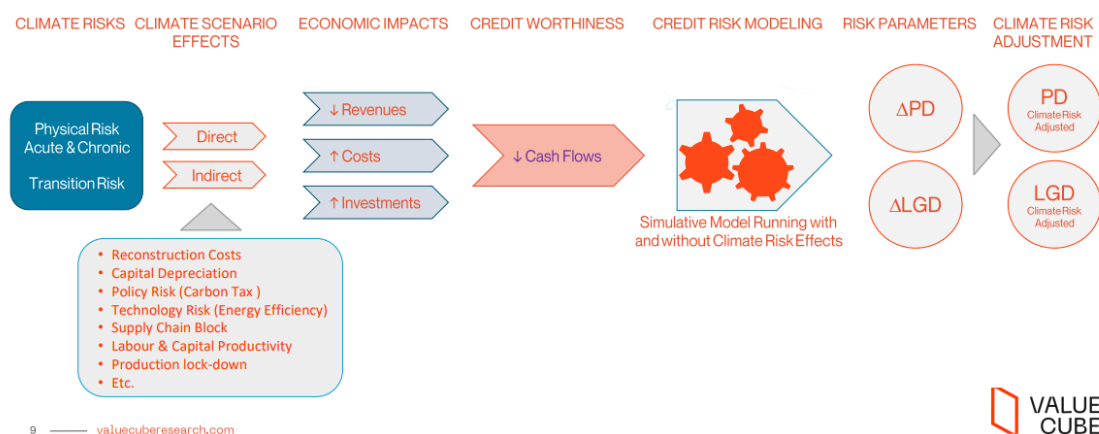 CLIMATE RISKS
CLIMATE SCENARIO
EFFECTS
ECONOMIC IMPACTS
CREDIT WORTHINESS
CREDIT RISK MODELING
RISK PARAMETERS
CLIMATE RISK
ADJUSTMENT
Physical Risk
Acute & Chronic
Transition Risk
Direct
Indirect
↓ Revenues
↑ Costs
↑ Investments
↓ Cash Flows
Simulative Model Running with
and without Climate Risk Effects
ΔPD
ΔLGD
PD
Climate Risk
Adjusted
LGD
Climate Risk
Adjusted
• Reconstruction Costs
• Capital Depreciation
• Policy Risk (Carbon Tax )
• Technology Risk (Energy Efficiency)
• Supply Chain Block
• Labour & Capital Productivity
• Production lock-down
• Etc.
9 valuecuberesearch.com
VALUE
CUBE